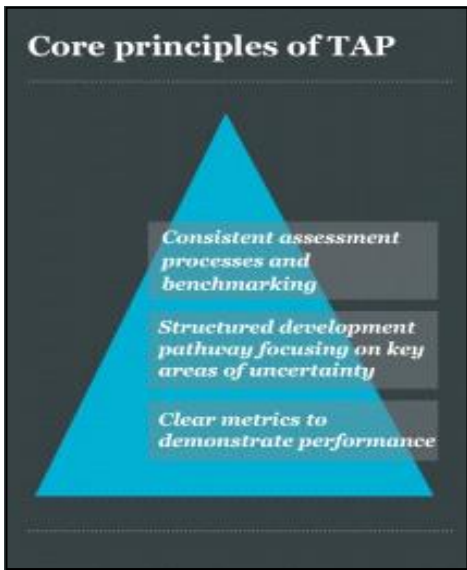 Core principles of TAP
Consistent assessment
processes and
benchmarking
Structured development
pathway focusing on key
areas of uncertainty
Clear metrics to
demonstrate performance